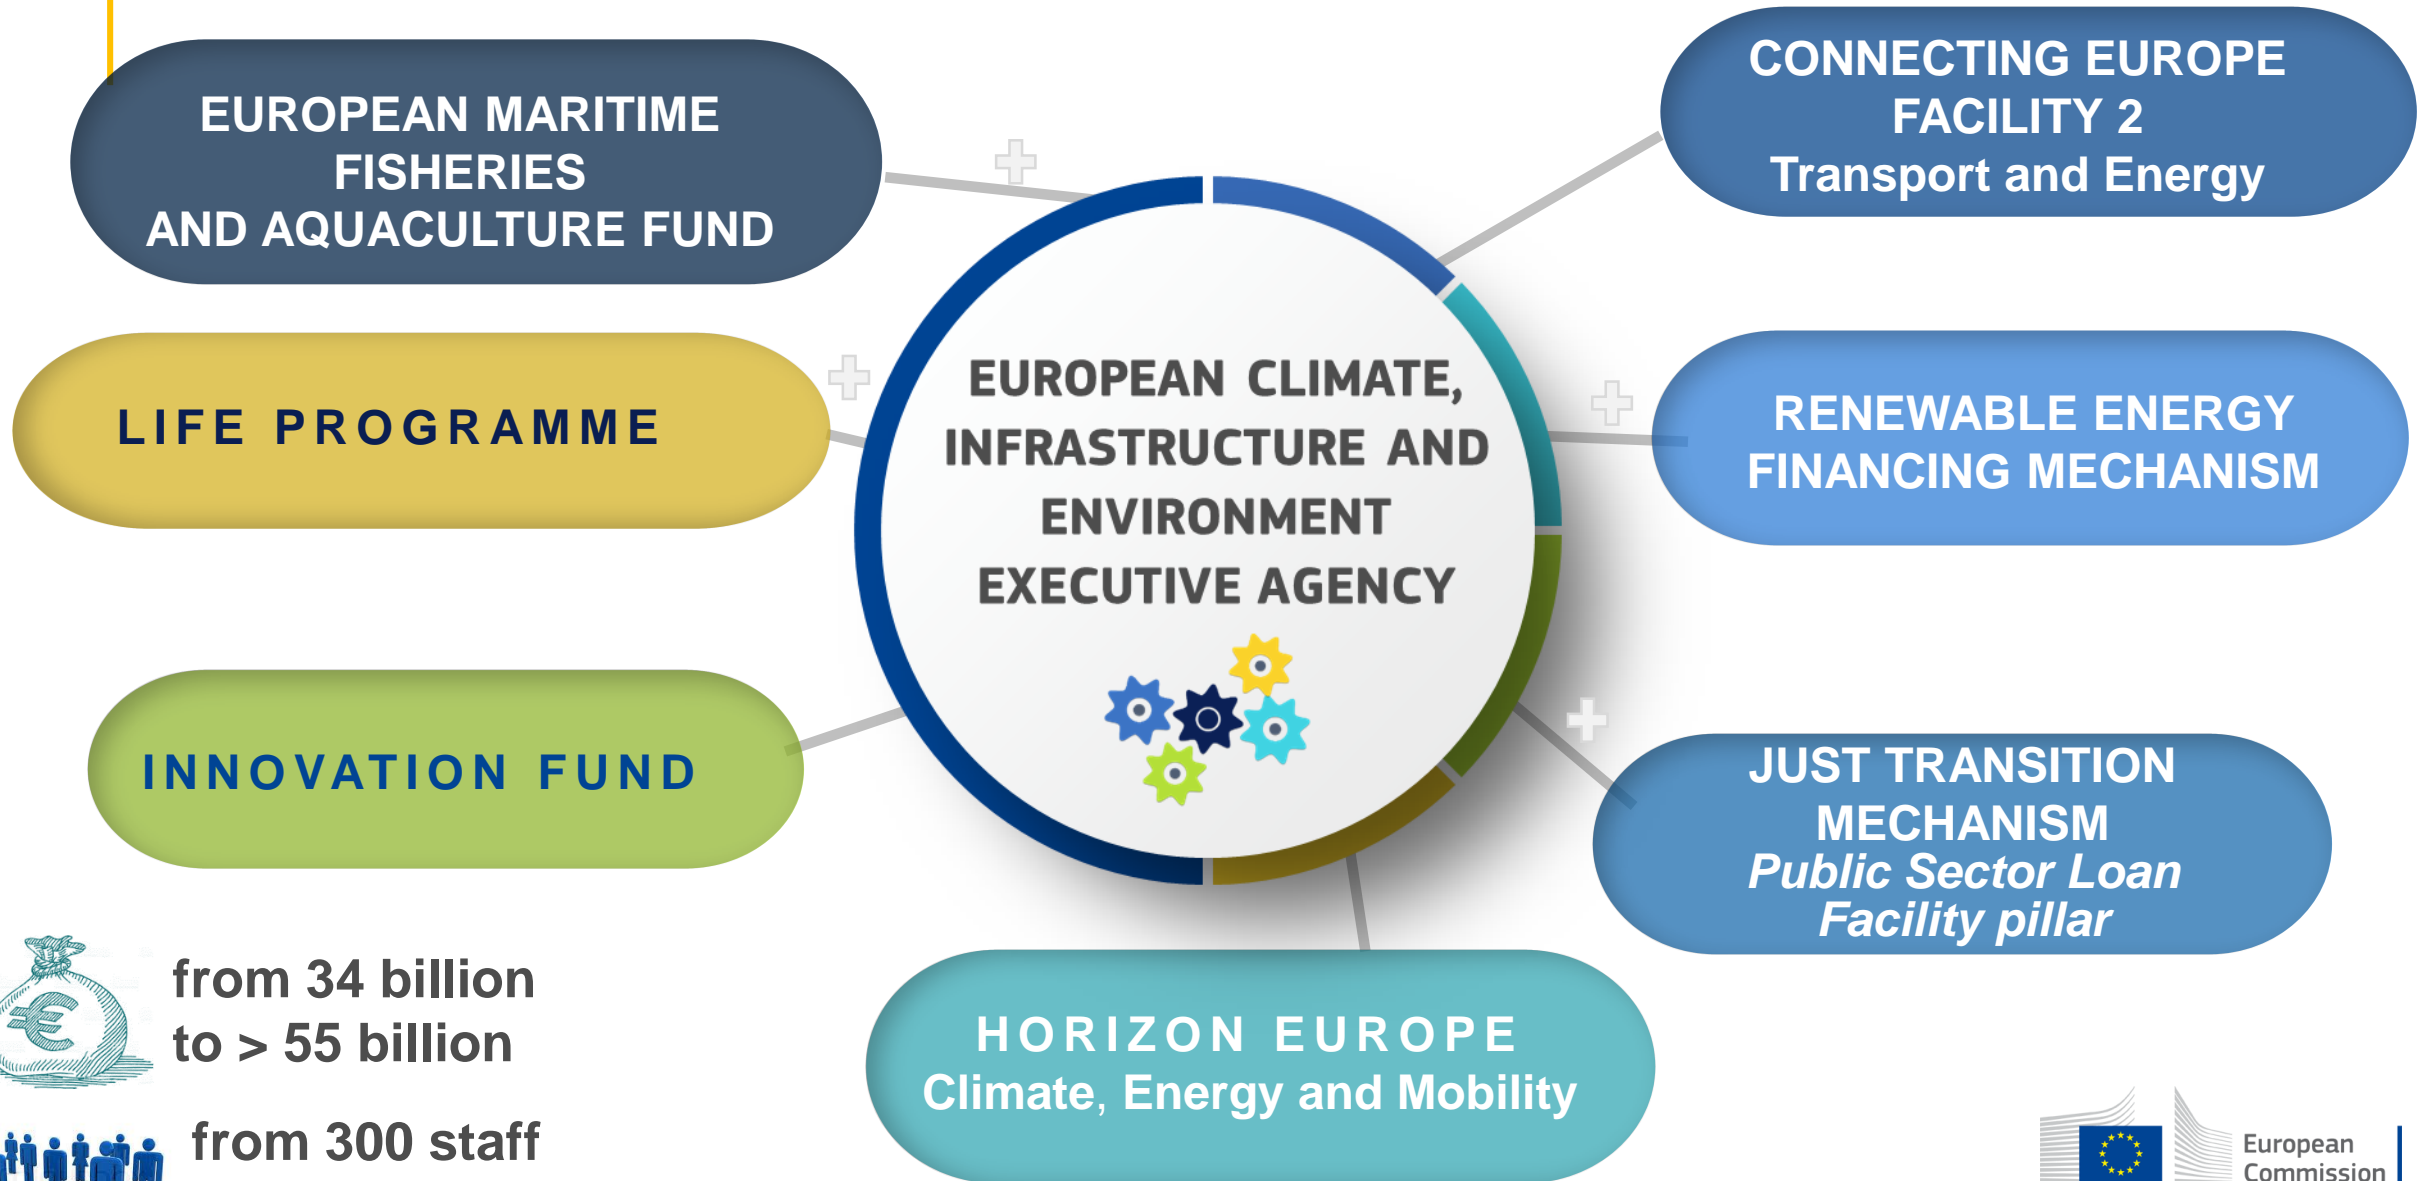 EUROPEAN MARITIME
FISHERIES
AND AQUACULTURE FUND
LIFE PROGRAMME
INNOVATION FUND
EUROPEAN CLIMATE,
INFRASTRUCTURE AND
ENVIRONMENT
EXECUTIVE AGENCY
CONNECTING EUROPE
FACILITY 2
Transport and Energy
RENEWABLE ENERGY
FINANCING MECHANISM
JUST TRANSITION
MECHANISM
Public Sector Loan
Facility pillar
HORIZON EUROPE
Climate, Energy and Mobility
€
from 34 billion
to > 55 billion
from 300 staff
European
Commission